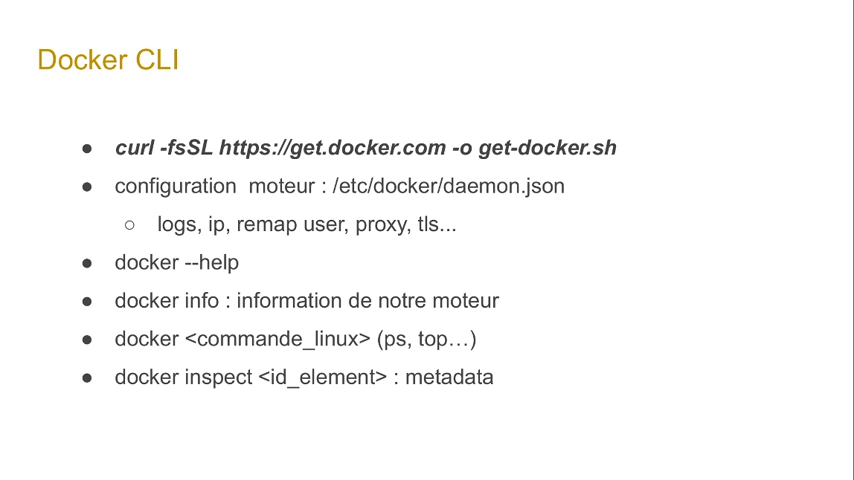 Docker CLI
● curl -fsSL https://get.docker.com -o get-docker.sh
● configuration  moteur : /etc/docker/daemon.json
○ logs, ip, remap user, proxy, tls...
● docker --help
● docker info : information de notre moteur
● docker <commande_linux> (ps, top…)
● docker inspect <id_element> : metadata